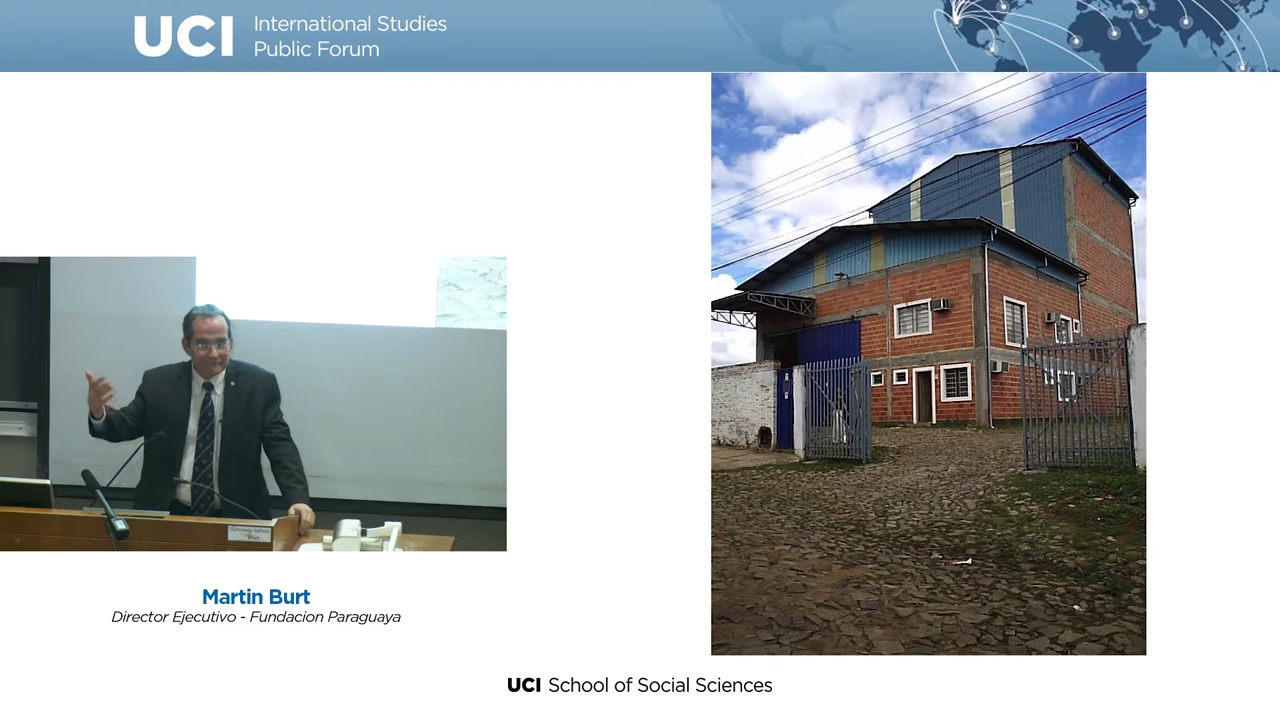 UCI
International Studies
Public Forum
Martin Burt
Director Ejecutivo - Fundacion Paraguaya
UCI School of Social Sciences